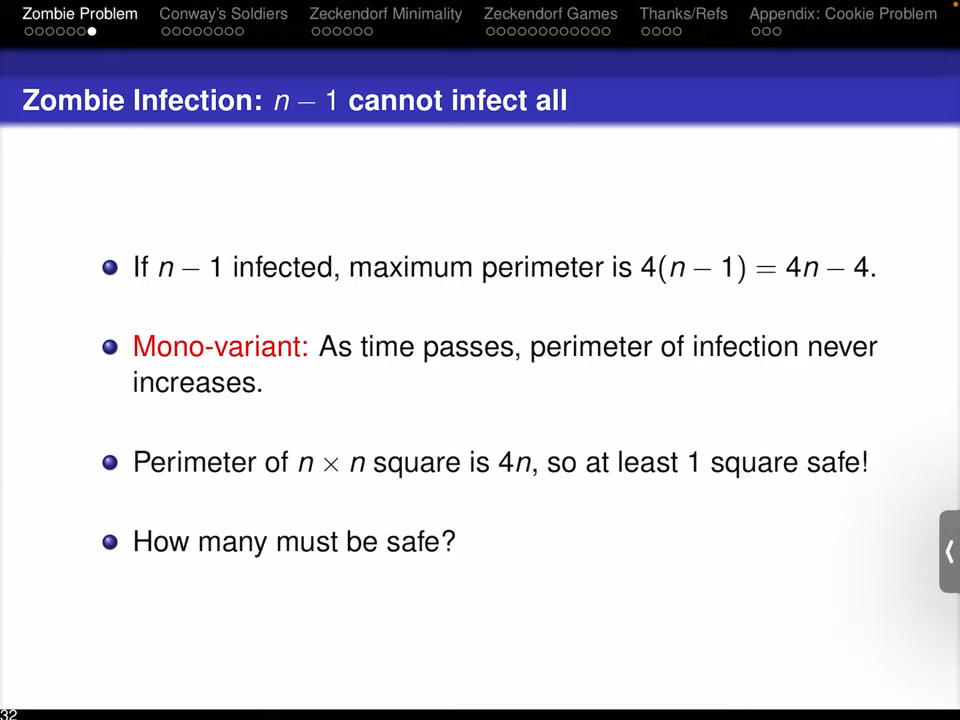 Zombie Problem Conway's Soldiers Zeckendorf Minimality Zeckendorf Games Thanks/Refs Appendix: Cookie Problem
Zombie Infection: n − 1 cannot infect all
If n − 1 infected, maximum perimeter is 4(n − 1) = 4n − 4.
Mono-variant: As time passes, perimeter of infection never
increases.
Perimeter of n × n square is 4n, so at least 1 square safe!
How many must be safe?
32